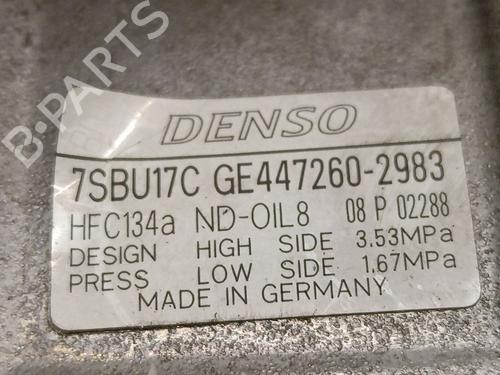 B-PARTS
DENSO
7SBU17C GE447260-2983
HFC134a ND-OIL8 08 P 02288
DESIGN HIGH SIDE 3.53MPa
PRESS LOW SIDE 1.67MPa
MADE IN GERMANY